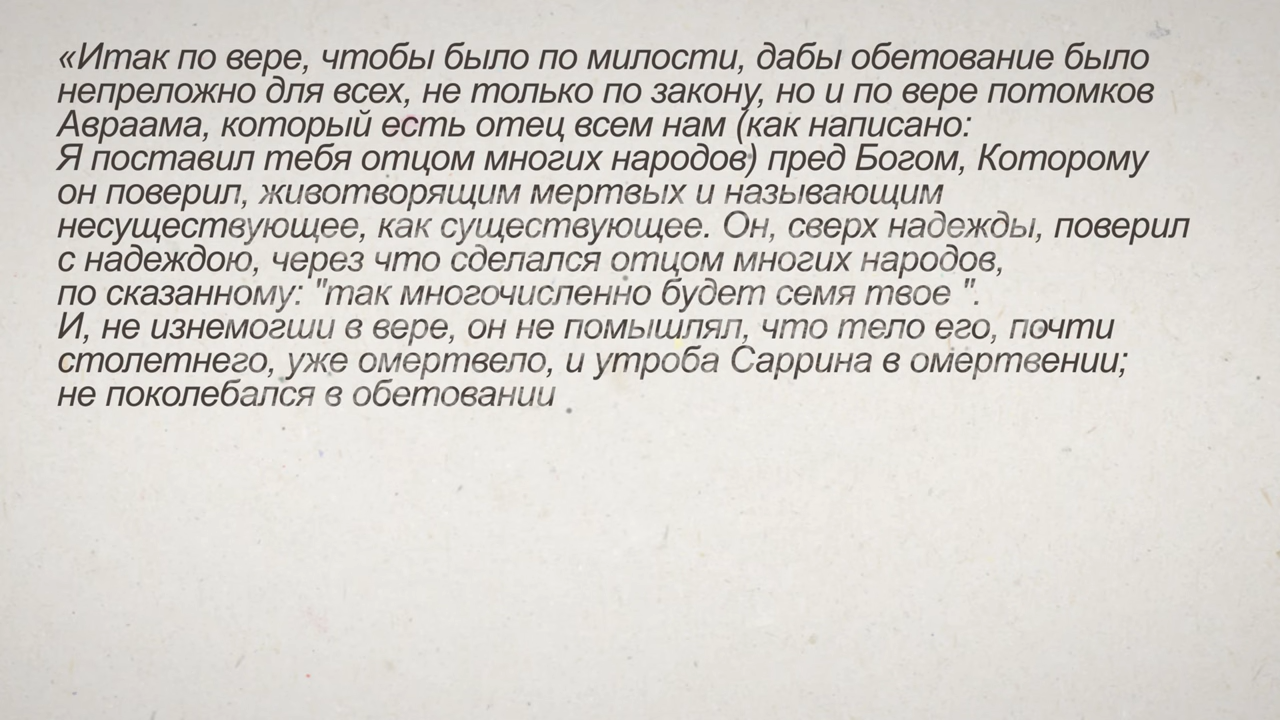 «Итак по вере, чтобы было по милости, дабы обетование было
непреложно для всех, не только по закону, но и по вере потомков
Авраама, который есть отец всем нам (как написано:
Я поставил тебя отцом многих народов) пред Богом, Которому
он поверил, животворящим мертвых и называющим
несуществующее, как существующее. Он, сверх надежды, поверил
с надеждою, через что сделался отцом многих народов,
по сказанному: "так многочисленно будет семя твое ".
И, не изнемогши в вере, он не помышлял, что тело его, почти
столетнего, уже омертвело, и утроба Саррина в омертвении;
не поколебался в обетовании